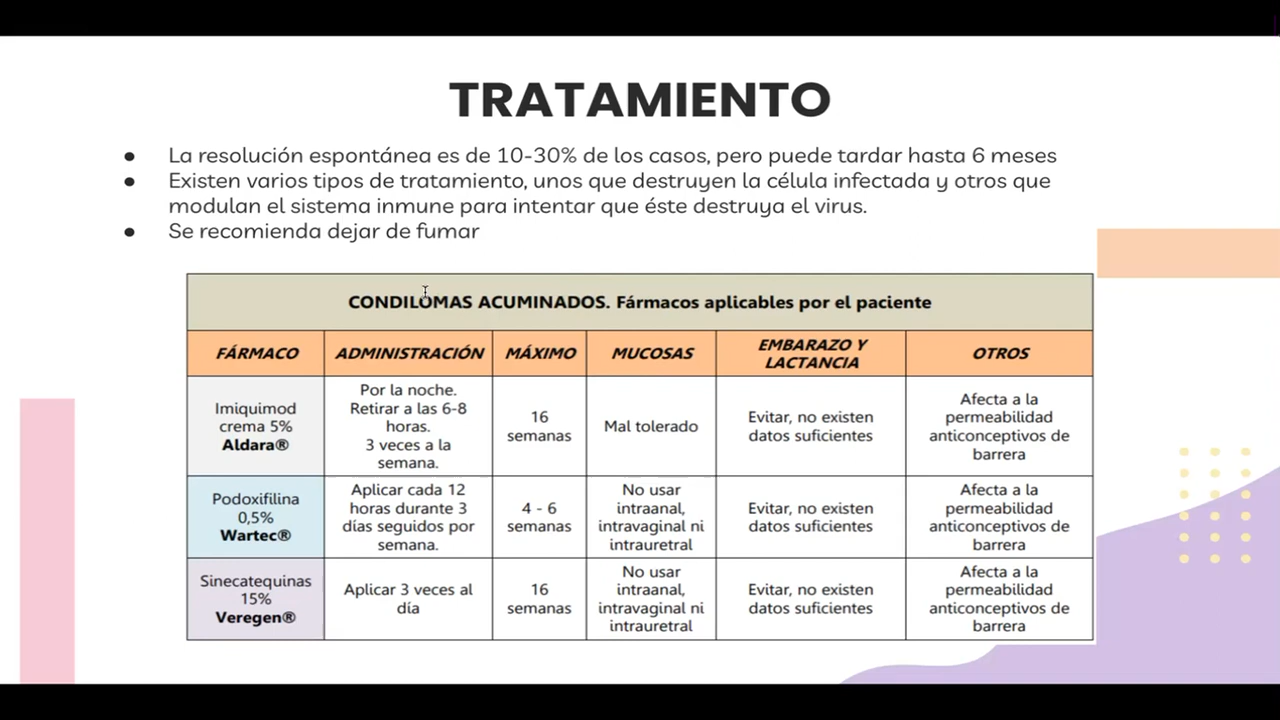 TRATAMIENTO
● La resolución espontánea es de 10-30% de los casos, pero puede tardar hasta 6 meses
● Existen varios tipos de tratamiento, unos que destruyen la célula infectada y otros que
modulan el sistema inmune para intentar que éste destruya el virus.
● Se recomienda dejar de fumar
CONDILOMAS ACUMINADOS. Fármacos aplicables por el paciente
FÁRMACO
ADMINISTRACIÓN
MÁXIMO
MUCOSAS
EMBARAZO Y
LACTANCIA
OTROS
Imiquimod
crema 5%
Aldara®
Por la noche.
Retirar a las 6-8
horas.
3 veces a la
semana.
16
semanas
Mal tolerado
Evitar, no existen
datos suficientes
Afecta a la
permeabilidad
anticonceptivos de
barrera
Podoxifilina
0,5%
Wartec®
Aplicar cada 12
horas durante 3
días seguidos por
semana.
4 - 6
semanas
No usar
intraanal,
intravaginal ni
intrauretral
Evitar, no existen
datos suficientes
Afecta a la
permeabilidad
anticonceptivos de
barrera
Sinecatequinas
15%
Veregen®
Aplicar 3 veces al
día
16
semanas
No usar
intraanal,
intravaginal ni
intrauretral
Evitar, no existen
datos suficientes
Afecta a la
permeabilidad
anticonceptivos de
barrera